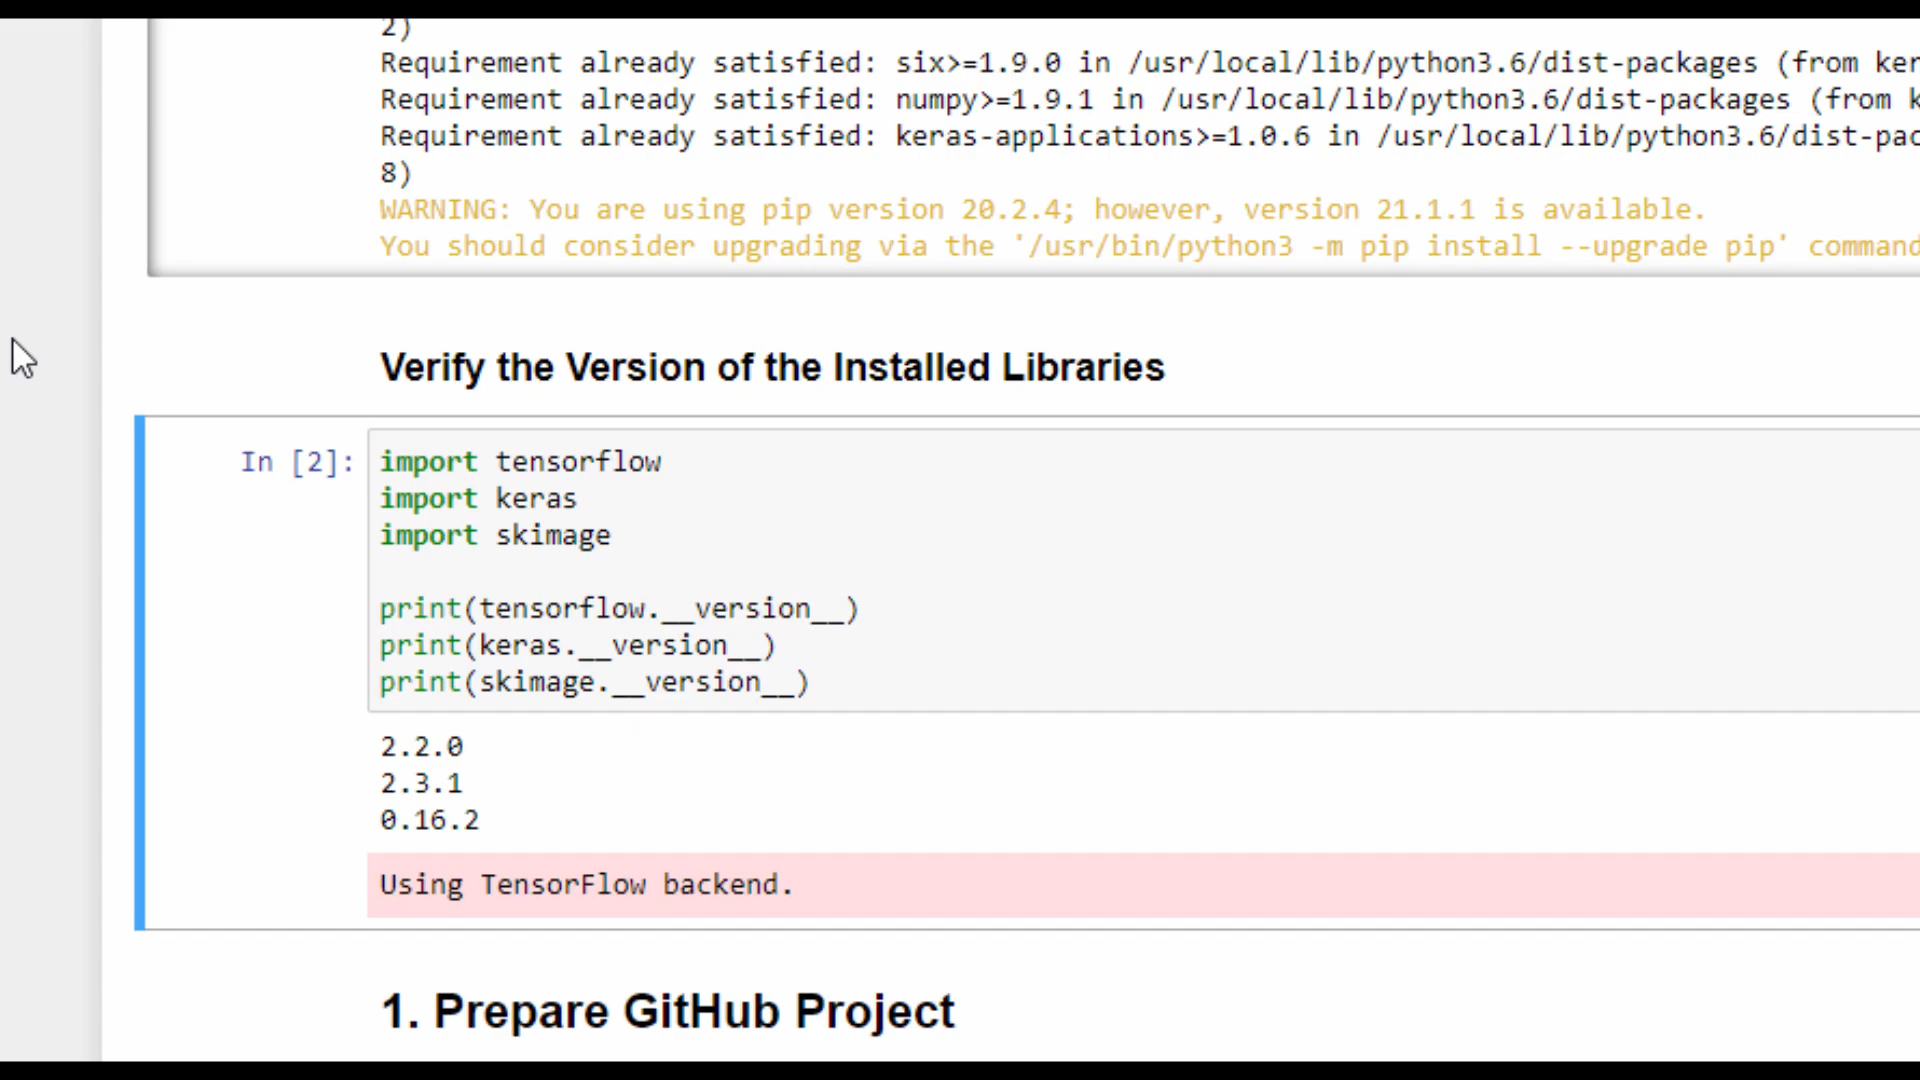 2)
Requirement already satisfied: six>=1.9.0 in /usr/local/lib/python3.6/dist-packages (from ker
Requirement already satisfied: numpy>=1.9.1 in /usr/local/lib/python3.6/dist-packages (from k
Requirement already satisfied: keras-applications>=1.0.6 in /usr/local/lib/python3.6/dist-pac
8)
WARNING: You are using pip version 20.2.4; however, version 21.1.1 is available.
You should consider upgrading via the '/usr/bin/python3 -m pip install --upgrade pip' command
Verify the Version of the Installed Libraries
In [2]: import tensorflow
import keras
import skimage
print(tensorflow.__version__)
print(keras.__version__)
print(skimage.__version__)
2.2.0
2.3.1
0.16.2
Using TensorFlow backend.
1. Prepare GitHub Project